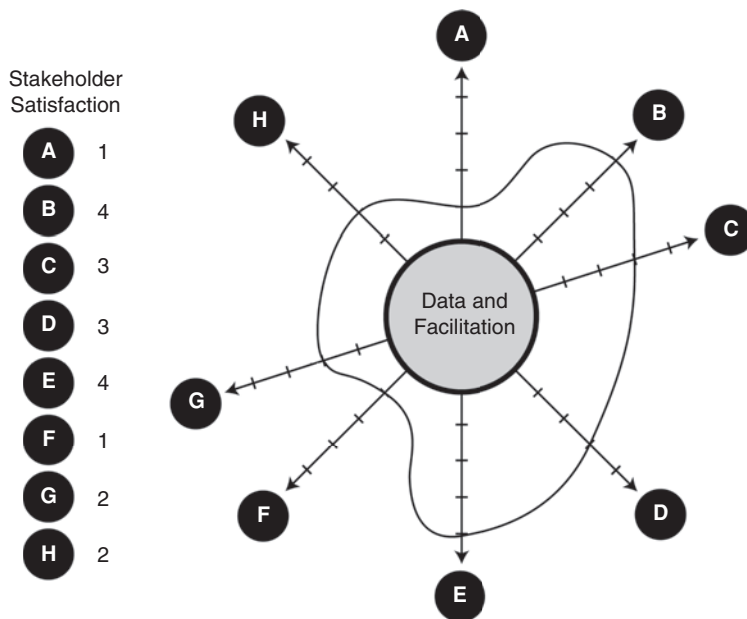 Stakeholder
Satisfaction
A 1
B 4
C 3
D 3
E 4
F 1
G 2
H 2
A
B
H
C
Data and
Facilitation
G
F
D
E